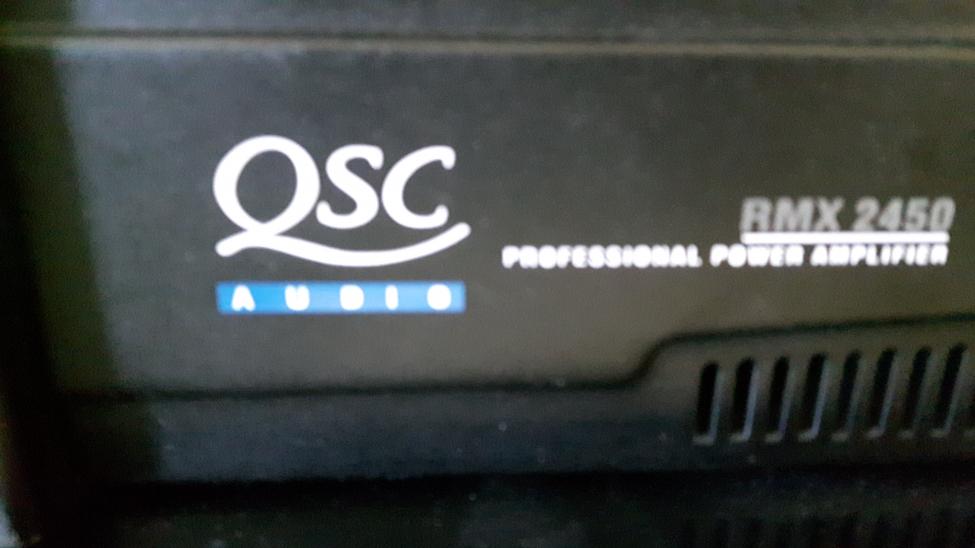 QSC
AUDIO
RMX 2450
PROFESSIONAL POWER AMPLIFIER